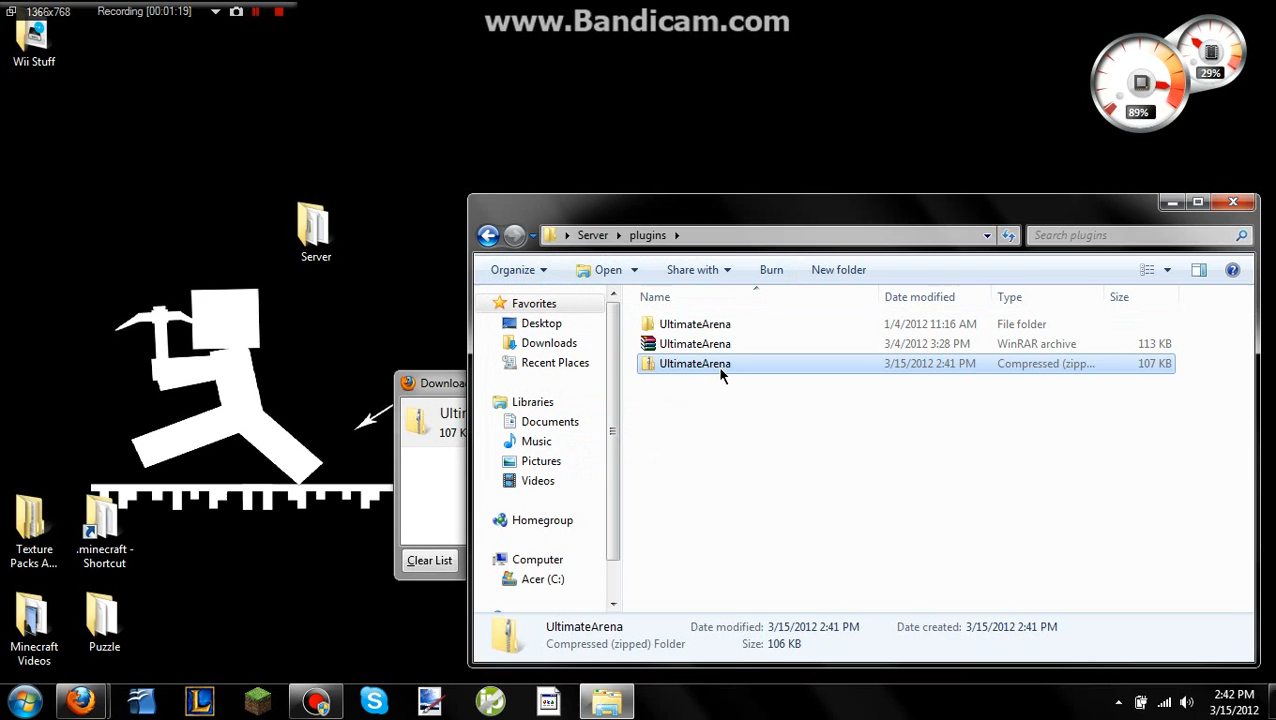 1366x768 Recording [00:01:19]
www.Bandicam.com
Wii Stuff
29%
89%
Server
Server plugins Search plugins
Organize Open Share with Burn New folder
Favorites
Desktop
Downloads
Recent Places
Libraries
Documents
Music
Pictures
Videos
Homegroup
Computer
Acer (C:)
Name Date modified Type Size
UltimateArena 1/4/2012 11:16 AM File folder
UltimateArena 3/4/2012 3:28 PM WinRAR archive 113 KB
UltimateArena 3/15/2012 2:41 PM Compressed (zipp... 107 KB
Downloa
Ulti
107 K
Clear List
UltimateArena Date modified: 3/15/2012 2:41 PM Date created: 3/15/2012 2:41 PM
Compressed (zipped) Folder Size: 106 KB
Texture
Packs A...
.minecraft -
Shortcut
Minecraft
Videos
Puzzle
2:42 PM
3/15/2012